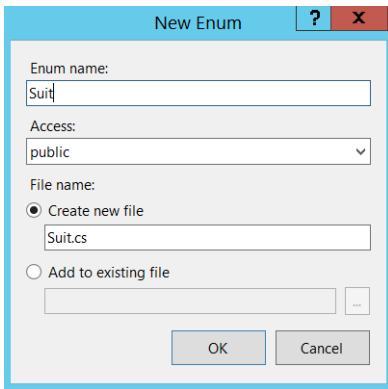 New Enum
?
x
Enum name:
Suit
Access:
public
File name:
Create new file
Suit.cs
Add to existing file
...
OK
Cancel